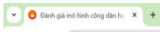 Đánh giá mô hình công dân h